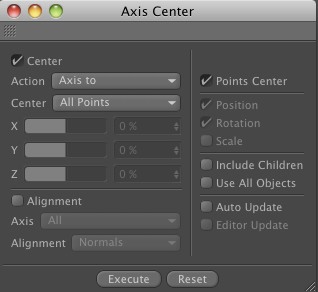 Axis Center
Center
Action Axis to
Center All Points
X 0 %
Y 0 %
Z 0 %
Alignment
Axis All
Alignment Normals
Points Center
Position
Rotation
Scale
Include Children
Use All Objects
Auto Update
Editor Update
Execute Reset